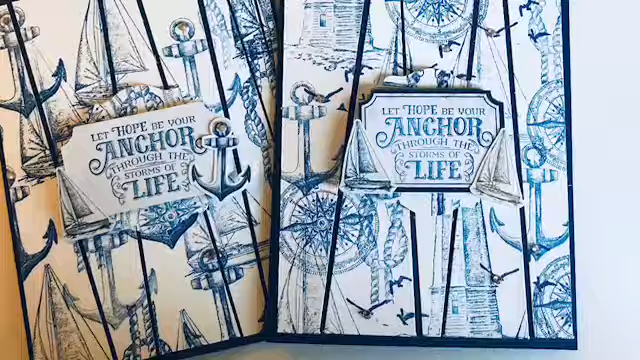 LET HOPE BE YOUR
ANCHOR
THROUGH THE
STORMS OF
LIFE
LET HOPE BE YOUR
ANCHOR
THROUGH THE
STORMS OF
LIFE